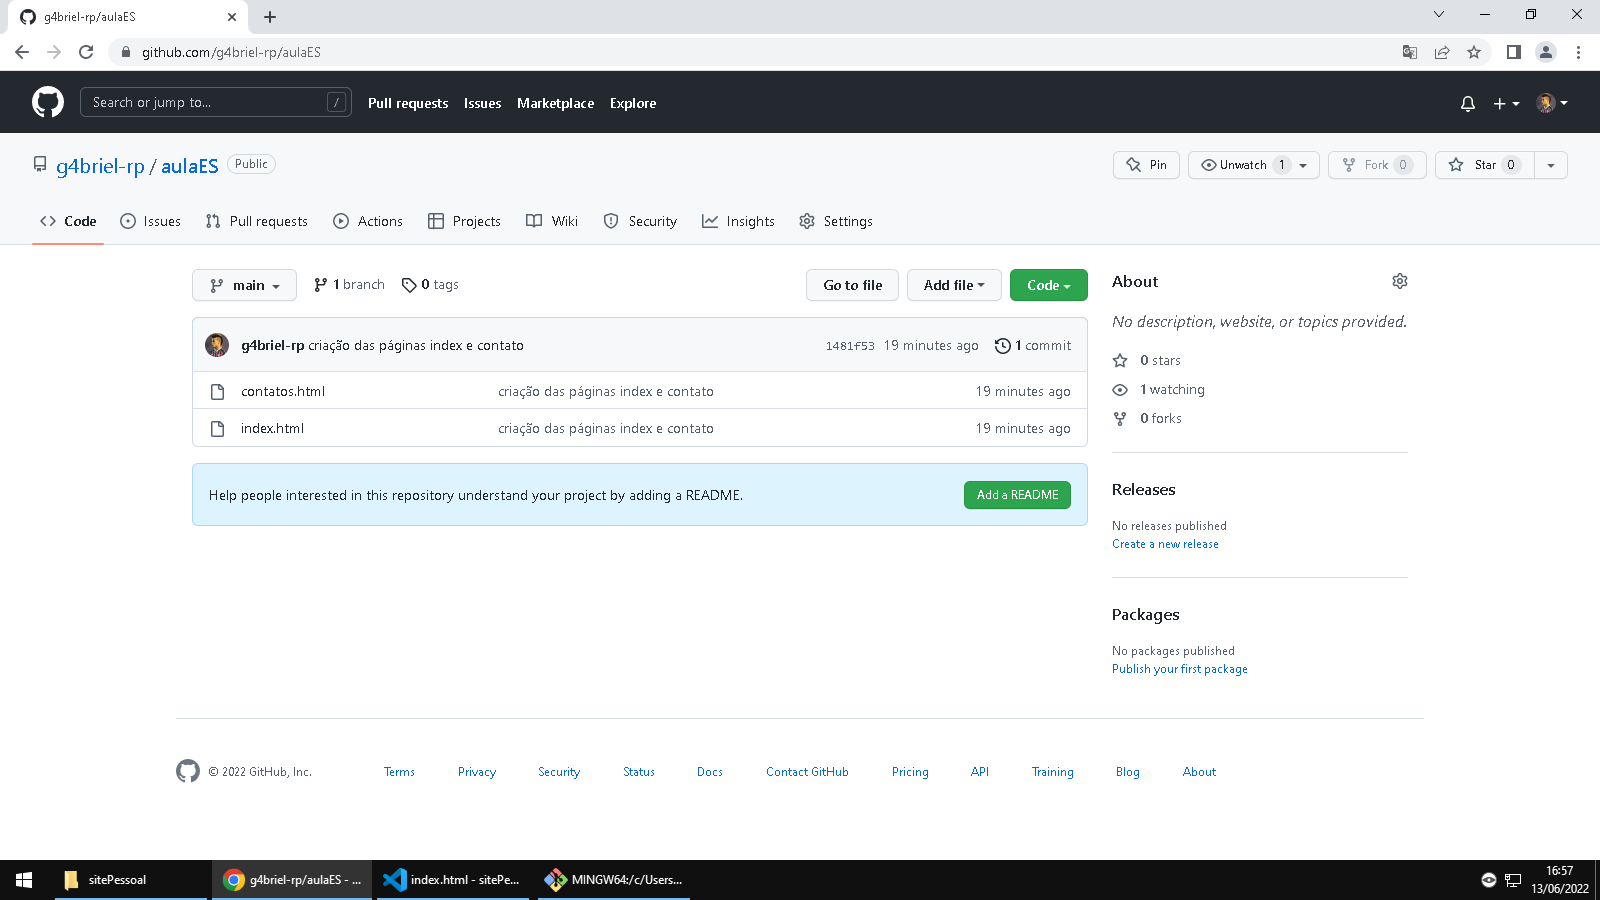 g4briel-rp/aulaES
github.com/g4briel-rp/aulaES
Search or jump to... /
Pull requests Issues Marketplace Explore
g4briel-rp / aulaES Public
Pin Unwatch 1 Fork 0 Star 0
Code Issues Pull requests Actions Projects Wiki Security Insights Settings
main 1 branch 0 tags Go to file Add file Code
g4briel-rp criação das páginas index e contato 1481f53 19 minutes ago 1 commit
contatos.html criação das páginas index e contato 19 minutes ago
index.html criação das páginas index e contato 19 minutes ago
Help people interested in this repository understand your project by adding a README. Add a README
About
No description, website, or topics provided.
0 stars
1 watching
0 forks
Releases
No releases published
Create a new release
Packages
No packages published
Publish your first package
© 2022 GitHub, Inc. Terms Privacy Security Status Docs Contact GitHub Pricing API Training Blog About
sitePessoal g4briel-rp/aulaES - ... index.html - sitePe... MINGW64:/c/Users...
16:57
13/06/2022